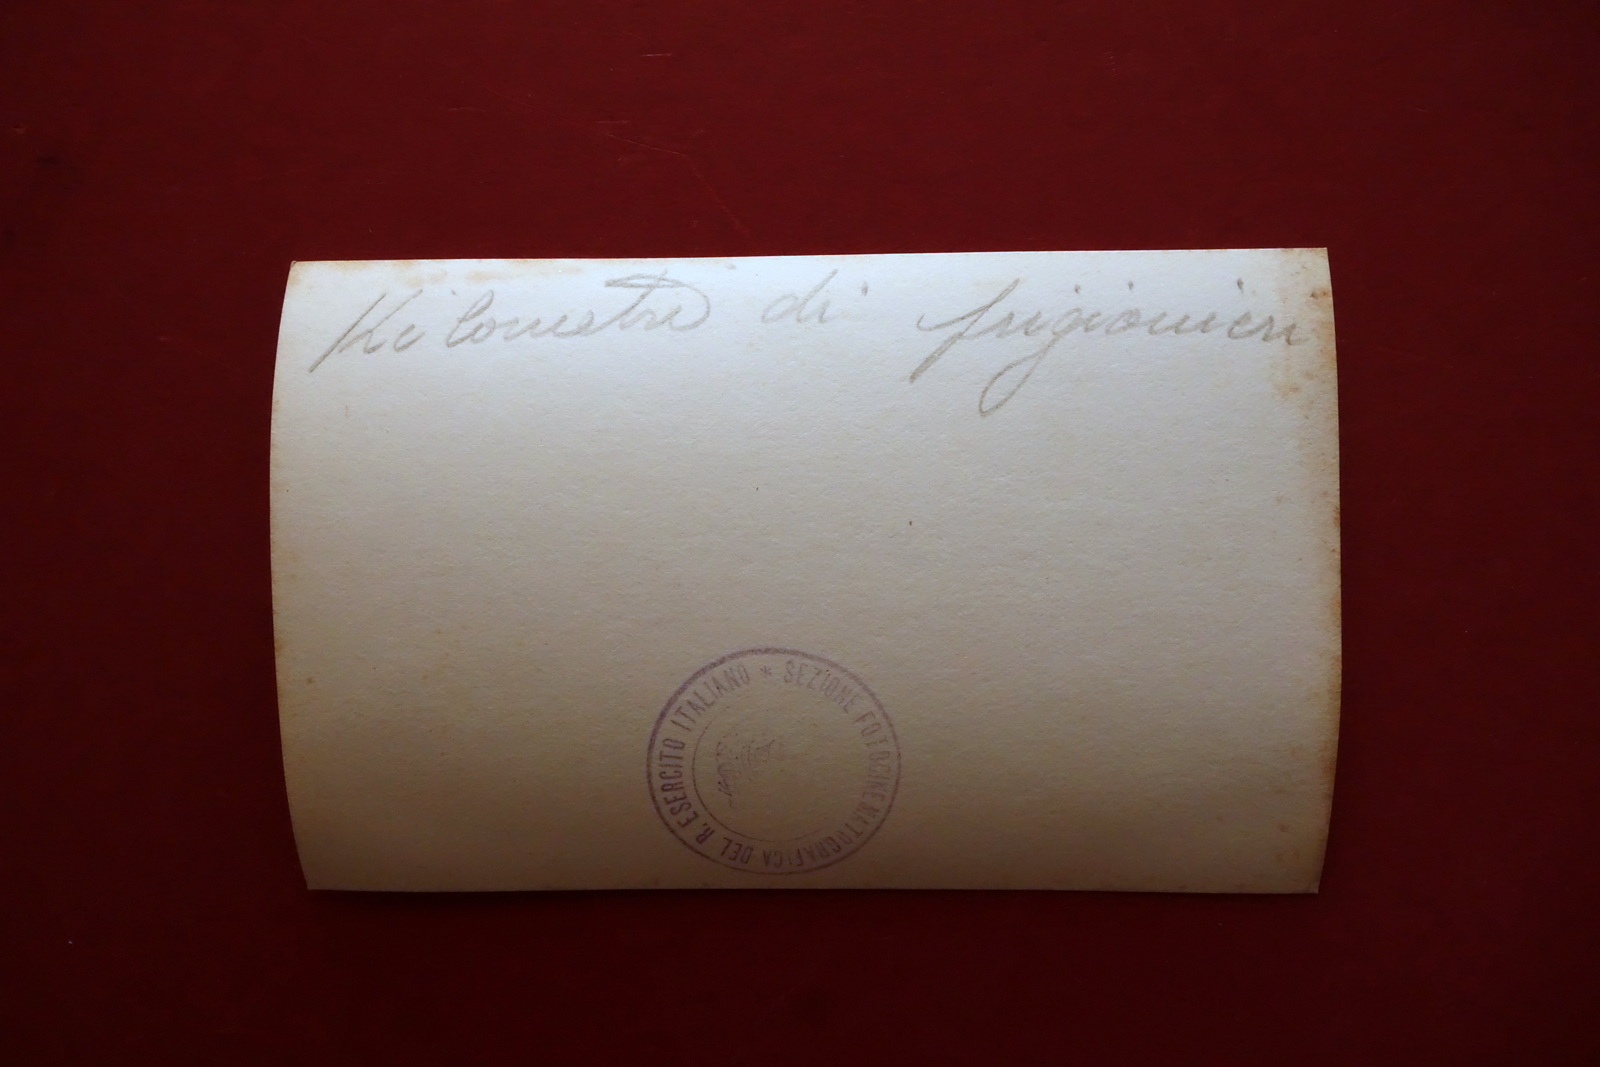 Kilometri di prigionieri
SEZIONE FOTOCINEMATOGRAFICA DEL R. ESERCITO ITALIANO *